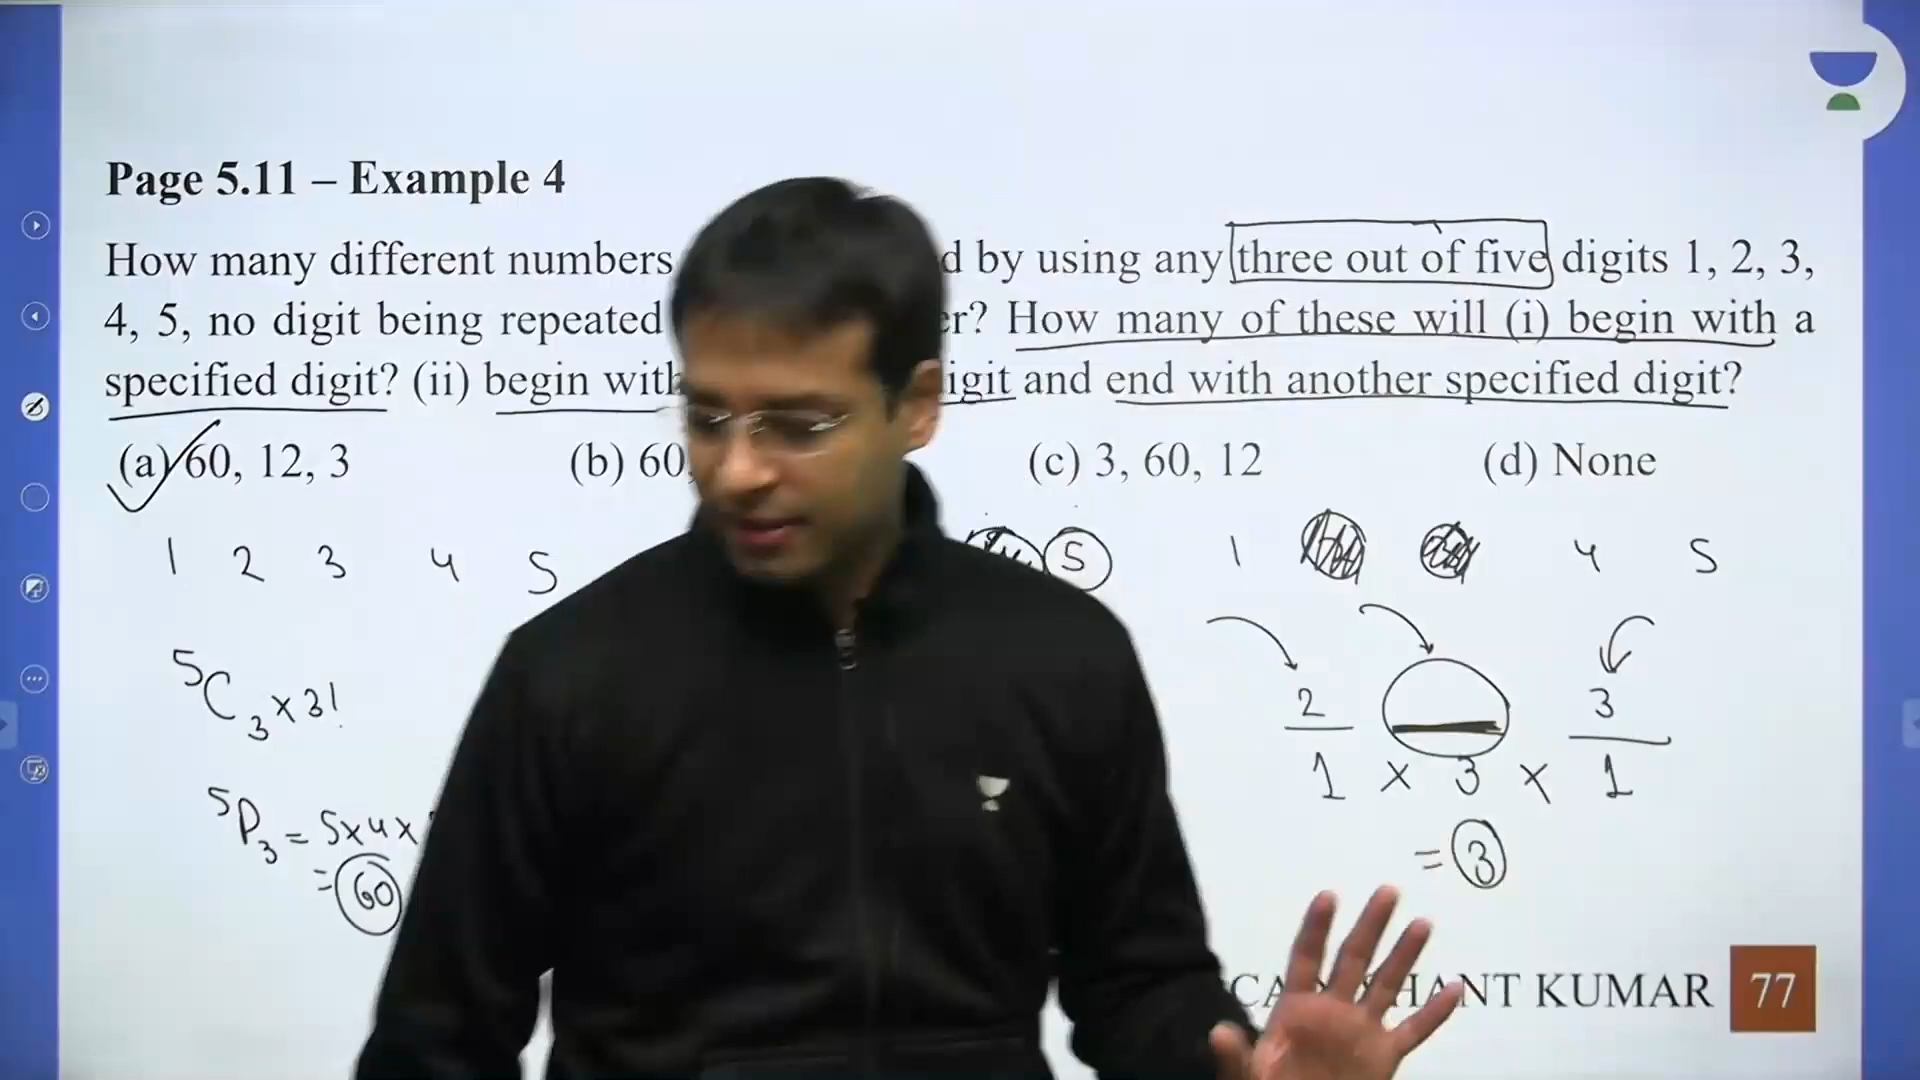 Page 5.11 – Example 4
How many different numbers d by using any three out of five digits 1, 2, 3,
4, 5, no digit being repeated er? How many of these will (i) begin with a
specified digit? (ii) begin with igit and end with another specified digit?
(a) 60, 12, 3 (b) 60, (c) 3, 60, 12 (d) None
1 2 3 4 5 5 1 4 5
⁵C₃ × 3!
2 3
1 × 3 × 1
⁵P₃ = 5×4×
= 60
= 3
CA HANT KUMAR 77